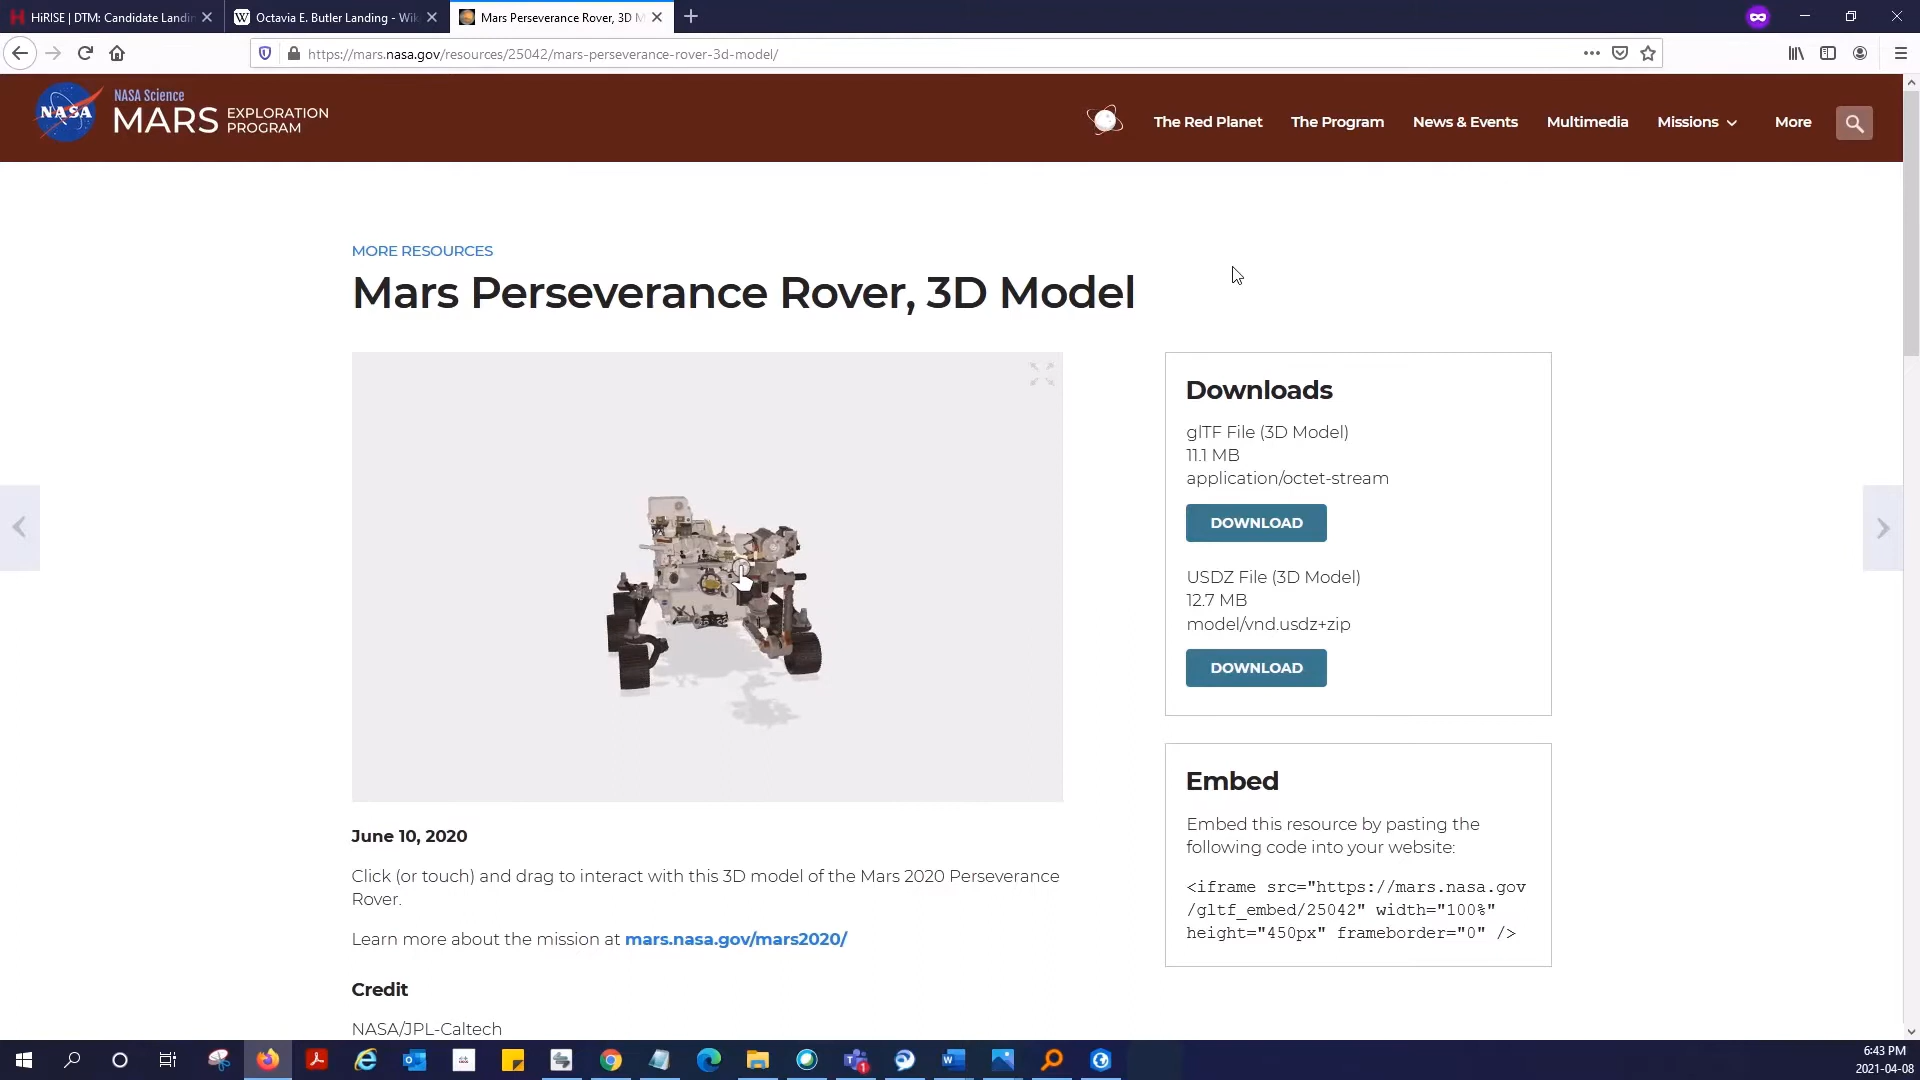 HiRISE | DTM: Candidate Landin
Octavia E. Butler Landing - Wik
Mars Perseverance Rover, 3D M
https://mars.nasa.gov/resources/25042/mars-perseverance-rover-3d-model/
NASA
NASA Science
MARS EXPLORATION PROGRAM
The Red Planet
The Program
News & Events
Multimedia
Missions
More
MORE RESOURCES
Mars Perseverance Rover, 3D Model
Downloads
glTF File (3D Model)
11.1 MB
application/octet-stream
DOWNLOAD
USDZ File (3D Model)
12.7 MB
model/vnd.usdz+zip
DOWNLOAD
Embed
Embed this resource by pasting the
following code into your website:
<iframe src="https://mars.nasa.gov
/gltf_embed/25042" width="100%"
height="450px" frameborder="0" />
June 10, 2020
Click (or touch) and drag to interact with this 3D model of the Mars 2020 Perseverance
Rover.
Learn more about the mission at mars.nasa.gov/mars2020/
Credit
NASA/JPL-Caltech
6:43 PM
2021-04-08